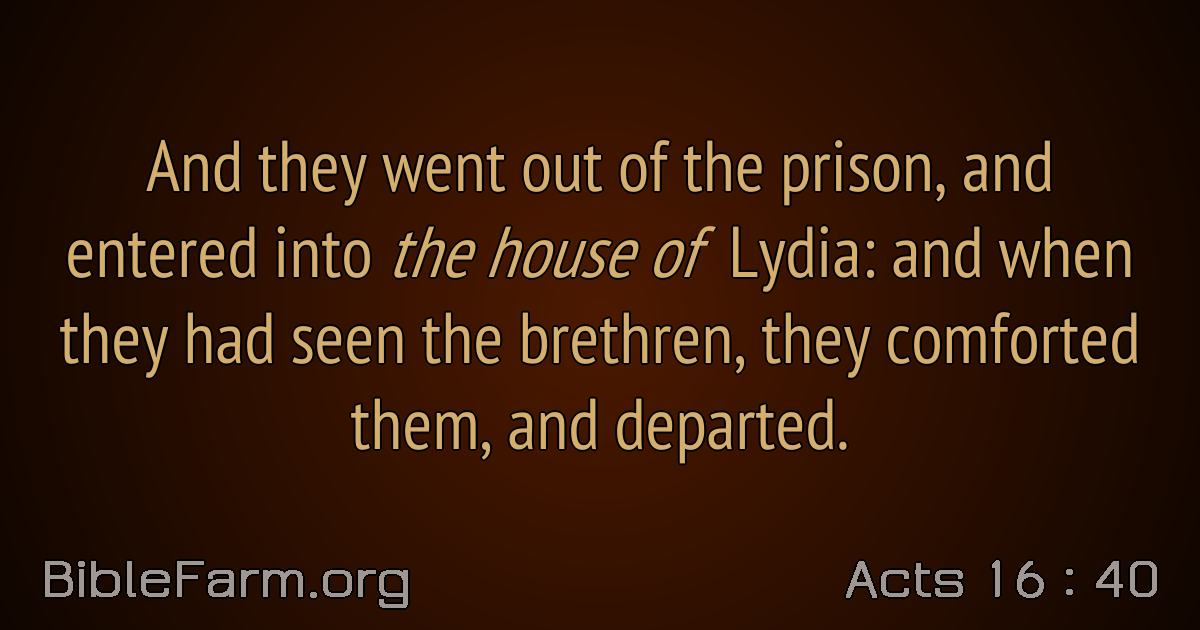 And they went out of the prison, and
entered into the house of Lydia: and when
they had seen the brethren, they comforted
them, and departed.
BibleFarm.org
Acts 16 : 40